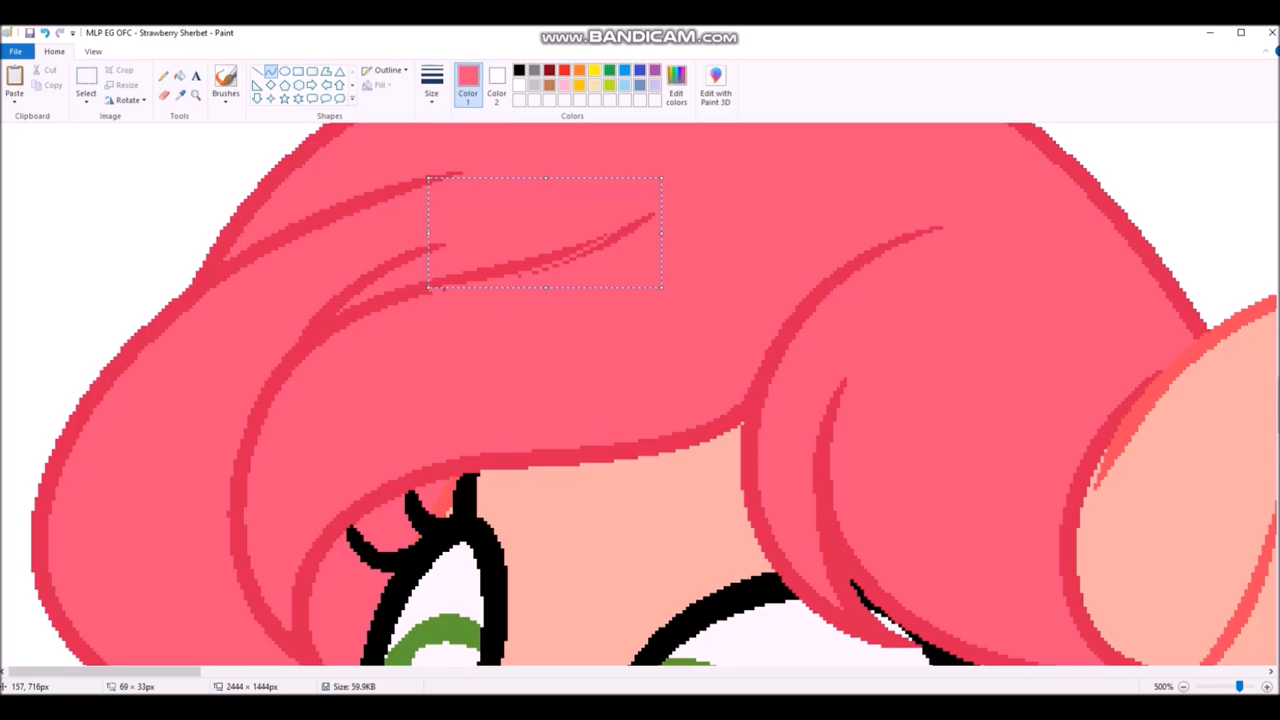 www.BANDICAM.com
MLP EG OFC - Strawberry Sherbet - Paint
File Home View
Paste Cut Copy Clipboard
Select Crop Resize Rotate Image
A Tools
Brushes
Outline Fill Shapes
Size
Color 1 Color 2 Edit colors Colors
Edit with Paint 3D
157, 716px 69 × 33px 2444 × 1444px Size: 59.9KB 500%